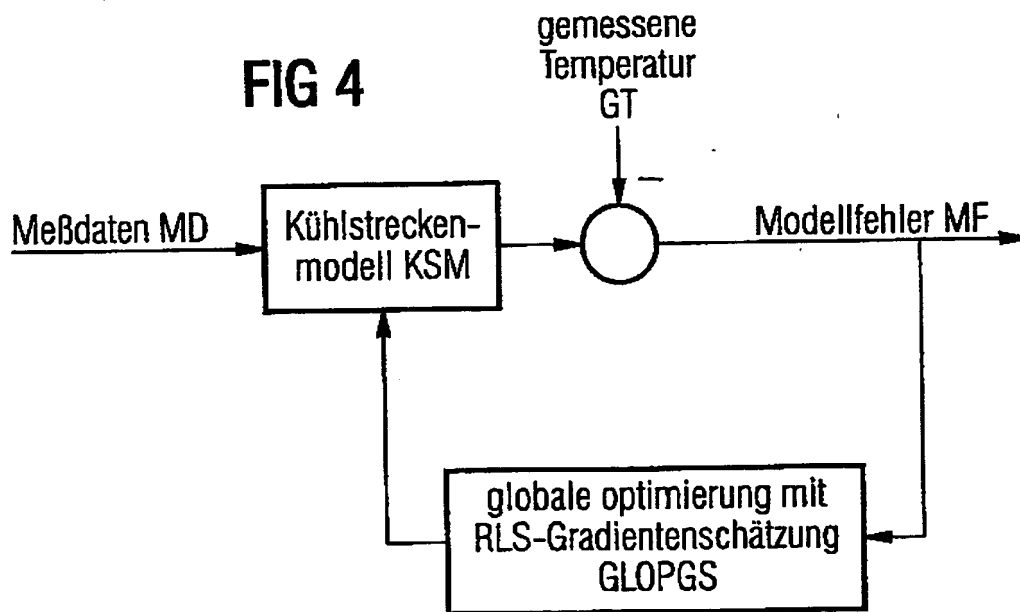 FIG 4
gemessene
Temperatur
GT
–
Meßdaten MD
Kühlstrecken-
modell KSM
Modellfehler MF
globale optimierung mit
RLS-Gradientenschätzung
GLOPGS